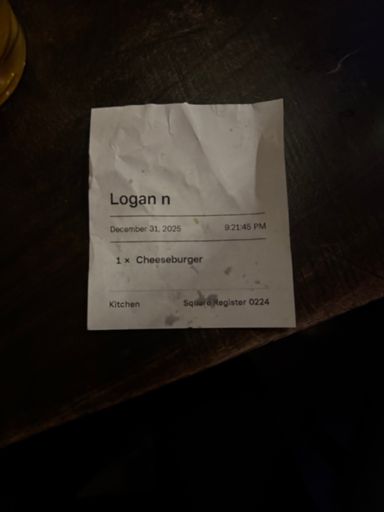 Logan n
December 31, 2025 9:21:45 PM
1 × Cheeseburger
Kitchen Square Register 0224